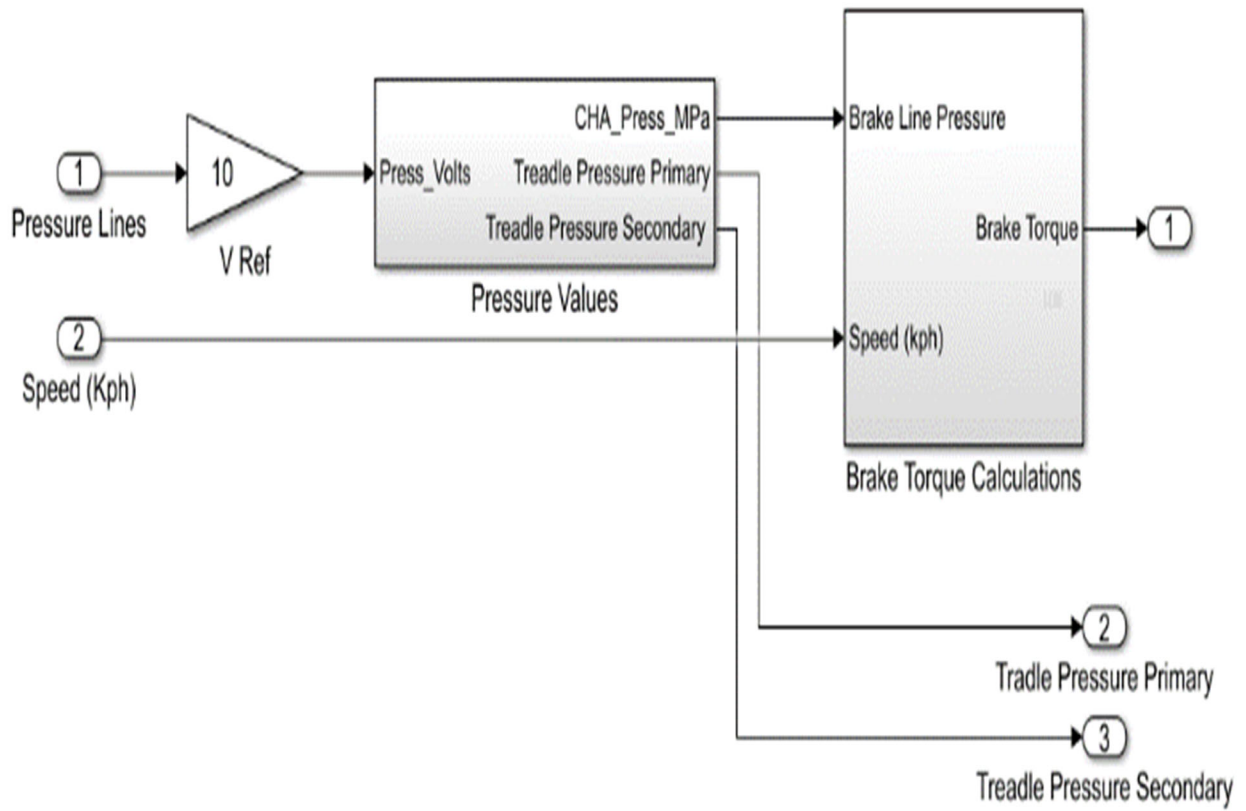 1
Pressure Lines
10
V Ref
Press_Volts
CHA_Press_MPa
Treadle Pressure Primary
Treadle Pressure Secondary
Pressure Values
2
Speed (Kph)
Brake Line Pressure
Speed (kph)
Brake Torque
Brake Torque Calculations
1
2
Tradle Pressure Primary
3
Treadle Pressure Secondary